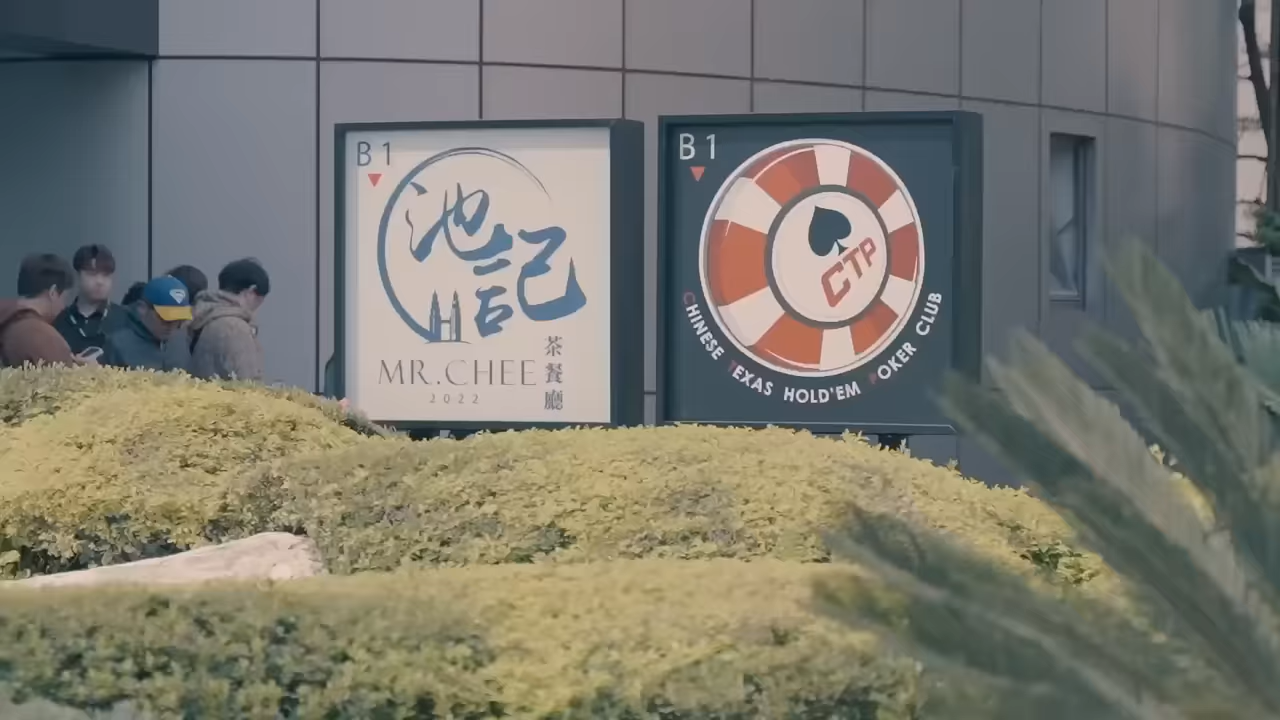 B1
池記
MR.CHEE
2022
茶餐廳
B1
CTP
CHINESE TEXAS HOLD'EM POKER CLUB